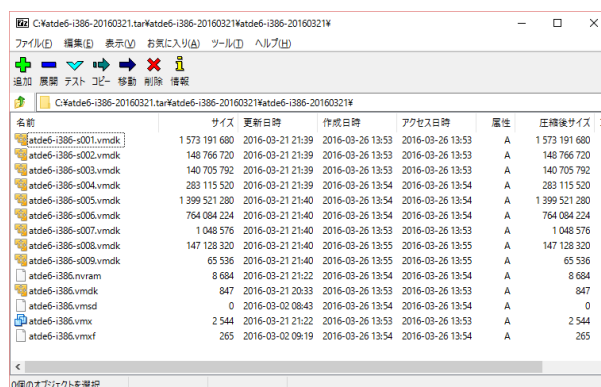 C:¥atde6-i386-20160321.tar¥atde6-i386-20160321¥atde6-i386-20160321¥
ファイル(F) 編集(E) 表示(V) お気に入り(A) ツール(T) ヘルプ(H)
追加 展開 テスト コピー 移動 削除 情報
C:¥atde6-i386-20160321.tar¥atde6-i386-20160321¥atde6-i386-20160321¥
名前 サイズ 更新日時 作成日時 アクセス日時 属性 圧縮後サイズ
atde6-i386-s001.vmdk 1 573 191 680 2016-03-21 21:39 2016-03-26 13:53 2016-03-26 13:53 A 1 573 191 680
atde6-i386-s002.vmdk 148 766 720 2016-03-21 21:39 2016-03-26 13:53 2016-03-26 13:53 A 148 766 720
atde6-i386-s003.vmdk 140 705 792 2016-03-21 21:39 2016-03-26 13:53 2016-03-26 13:53 A 140 705 792
atde6-i386-s004.vmdk 283 115 520 2016-03-21 21:39 2016-03-26 13:54 2016-03-26 13:54 A 283 115 520
atde6-i386-s005.vmdk 1 399 521 280 2016-03-21 21:40 2016-03-26 13:54 2016-03-26 13:54 A 1 399 521 280
atde6-i386-s006.vmdk 764 084 224 2016-03-21 21:40 2016-03-26 13:54 2016-03-26 13:54 A 764 084 224
atde6-i386-s007.vmdk 1 048 576 2016-03-21 21:40 2016-03-26 13:53 2016-03-26 13:53 A 1 048 576
atde6-i386-s008.vmdk 147 128 320 2016-03-21 21:40 2016-03-26 13:55 2016-03-26 13:55 A 147 128 320
atde6-i386-s009.vmdk 65 536 2016-03-21 21:40 2016-03-26 13:55 2016-03-26 13:55 A 65 536
atde6-i386.nvram 8 684 2016-03-21 21:22 2016-03-26 13:54 2016-03-26 13:54 A 8 684
atde6-i386.vmdk 847 2016-03-21 20:33 2016-03-26 13:53 2016-03-26 13:53 A 847
atde6-i386.vmsd 0 2016-03-02 08:43 2016-03-26 13:54 2016-03-26 13:54 A 0
atde6-i386.vmx 2 544 2016-03-21 21:22 2016-03-26 13:53 2016-03-26 13:53 A 2 544
atde6-i386.vmxf 265 2016-03-02 09:19 2016-03-26 13:54 2016-03-26 13:54 A 265
0個のオブジェクトを選択